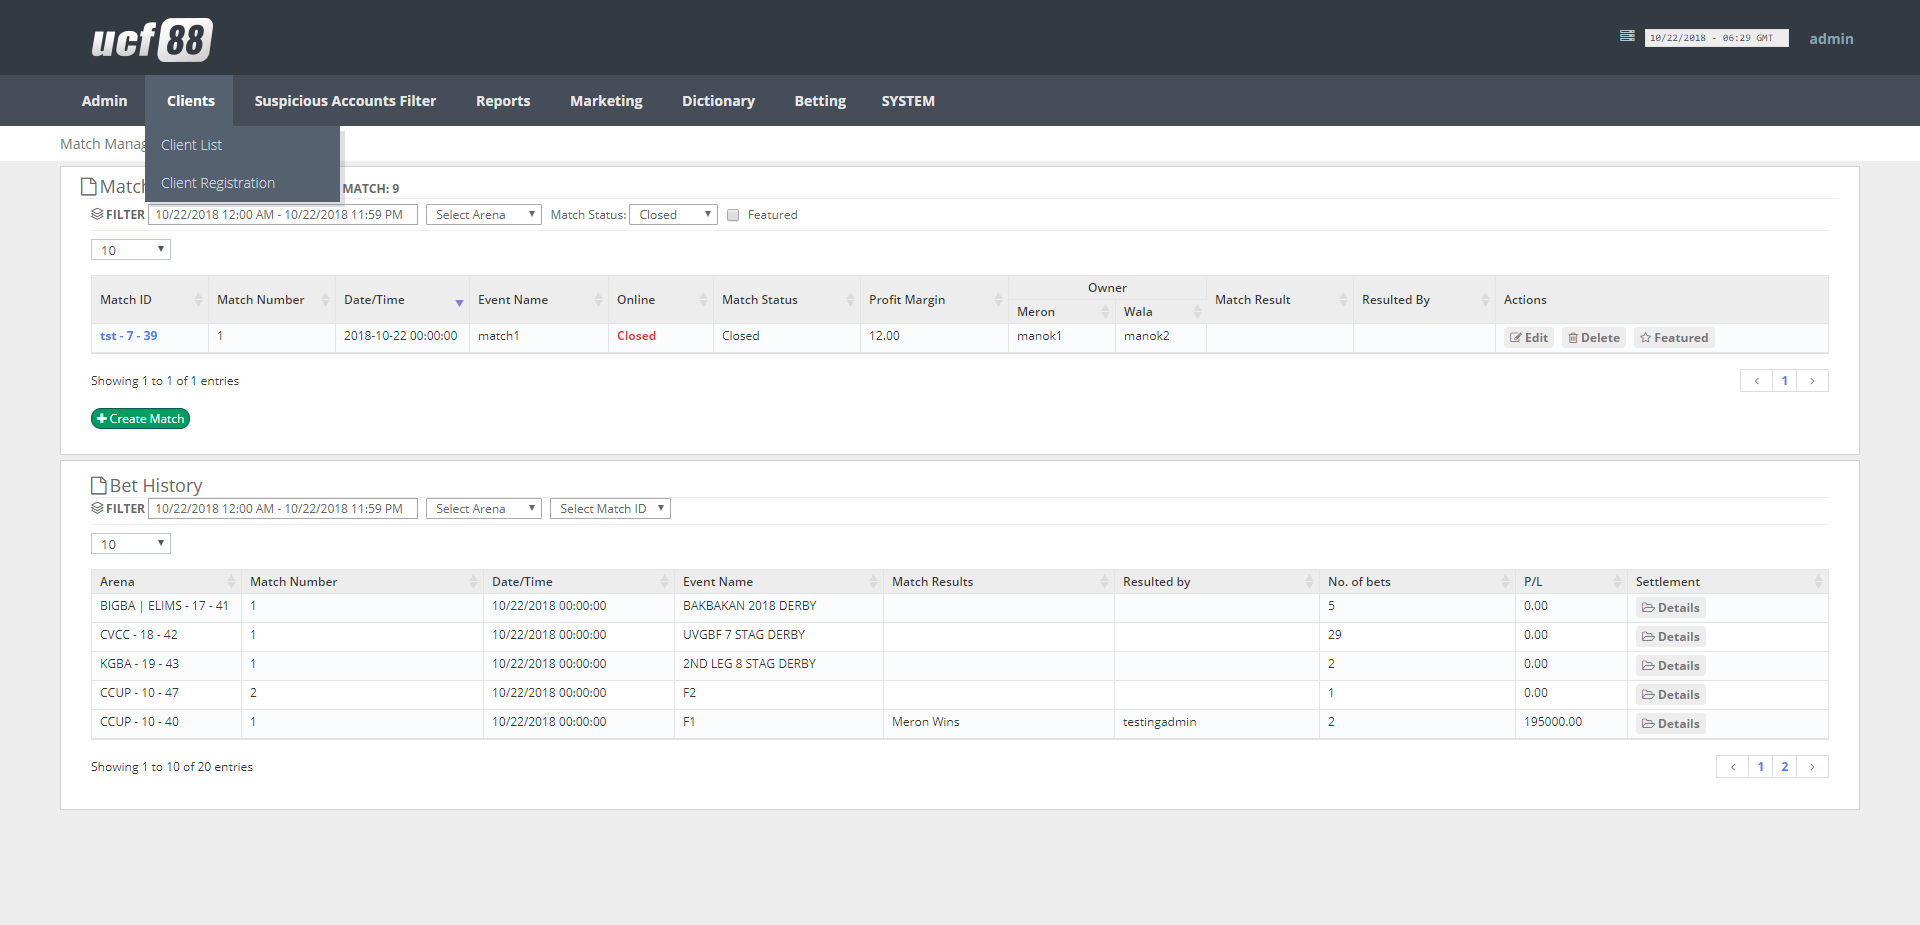 ucf88
10/22/2018 - 06:29 GMT admin
Admin Clients Suspicious Accounts Filter Reports Marketing Dictionary Betting SYSTEM
Match Manag
Client List
Client Registration
Match MATCH: 9
FILTER 10/22/2018 12:00 AM - 10/22/2018 11:59 PM Select Arena Match Status: Closed Featured
10
Match ID Match Number Date/Time Event Name Online Match Status Profit Margin Owner Match Result Resulted By Actions
Meron Wala
tst - 7 - 39 1 2018-10-22 00:00:00 match1 Closed Closed 12.00 manok1 manok2 Edit Delete Featured
Showing 1 to 1 of 1 entries ‹ 1 ›
+ Create Match
Bet History
FILTER 10/22/2018 12:00 AM - 10/22/2018 11:59 PM Select Arena Select Match ID
10
Arena Match Number Date/Time Event Name Match Results Resulted by No. of bets P/L Settlement
BIGBA | ELIMS - 17 - 41 1 10/22/2018 00:00:00 BAKBAKAN 2018 DERBY 5 0.00 Details
CVCC - 18 - 42 1 10/22/2018 00:00:00 UVGBF 7 STAG DERBY 29 0.00 Details
KGBA - 19 - 43 1 10/22/2018 00:00:00 2ND LEG 8 STAG DERBY 2 0.00 Details
CCUP - 10 - 47 2 10/22/2018 00:00:00 F2 1 0.00 Details
CCUP - 10 - 40 1 10/22/2018 00:00:00 F1 Meron Wins testingadmin 2 195000.00 Details
Showing 1 to 10 of 20 entries ‹ 1 2 ›